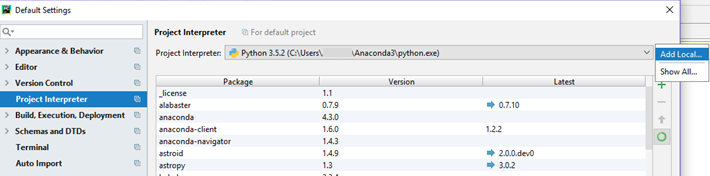 Default Settings
Project Interpreter
For default project
Appearance & Behavior
Editor
Version Control
Project Interpreter
Build, Execution, Deployment
Schemas and DTDs
Terminal
Auto Import
Project Interpreter:
Python 3.5.2 (C:\Users\ \Anaconda3\python.exe)
Add Local...
Show All...
Package Version Latest
_license 1.1
alabaster 0.7.9 0.7.10
anaconda 4.3.0
anaconda-client 1.6.0 1.2.2
anaconda-navigator 1.4.3
astroid 1.4.9 2.0.0.dev0
astropy 1.3 3.0.2